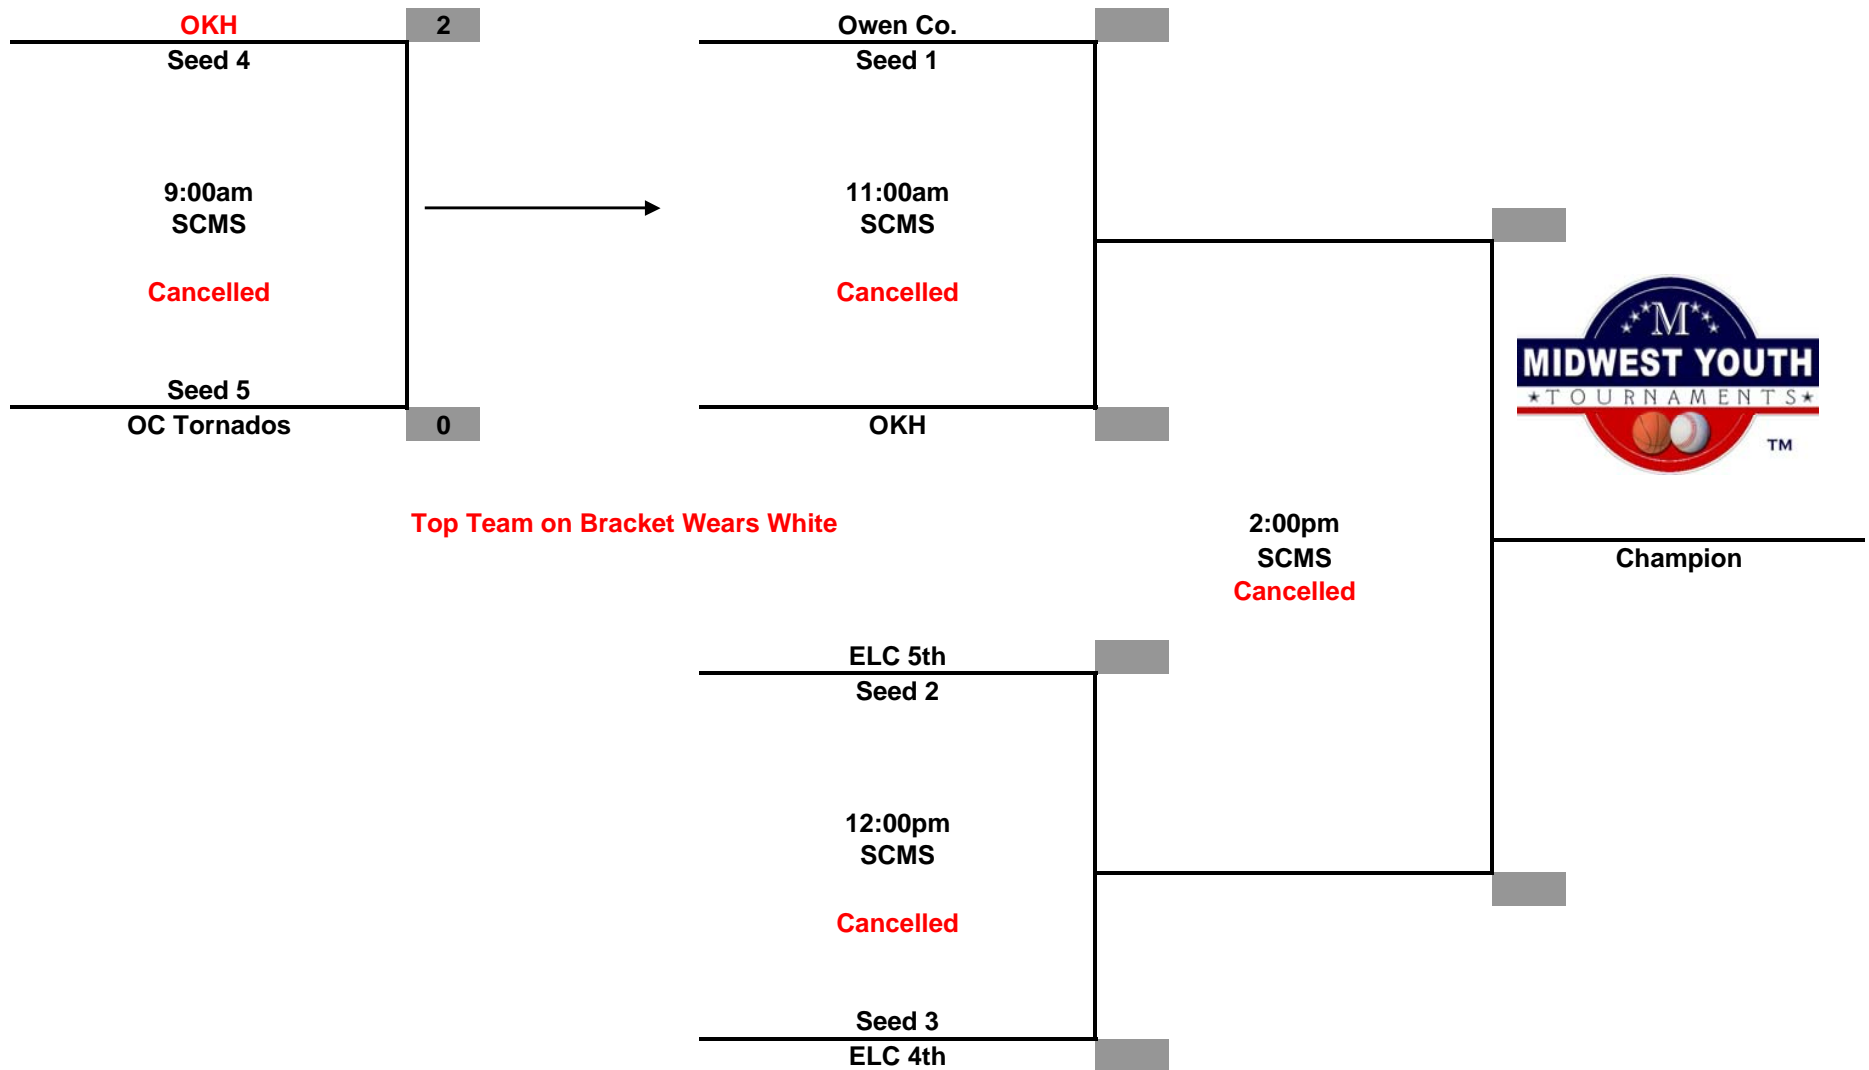 OKH
2
Seed 4
9:00am
SCMS
Cancelled
Seed 5
OC Tornados
0
Owen Co.
Seed 1
11:00am
SCMS
Cancelled
OKH
Top Team on Bracket Wears White
2:00pm
SCMS
Cancelled
M
MIDWEST YOUTH
TOURNAMENTS
TM
Champion
ELC 5th
Seed 2
12:00pm
SCMS
Cancelled
Seed 3
ELC 4th